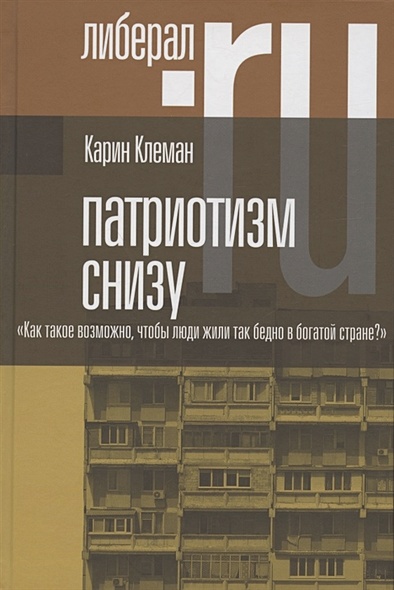 либерал
.ru
Карин Клеман
патриотизм
снизу
«Как такое возможно, чтобы люди жили так бедно в богатой стране?»